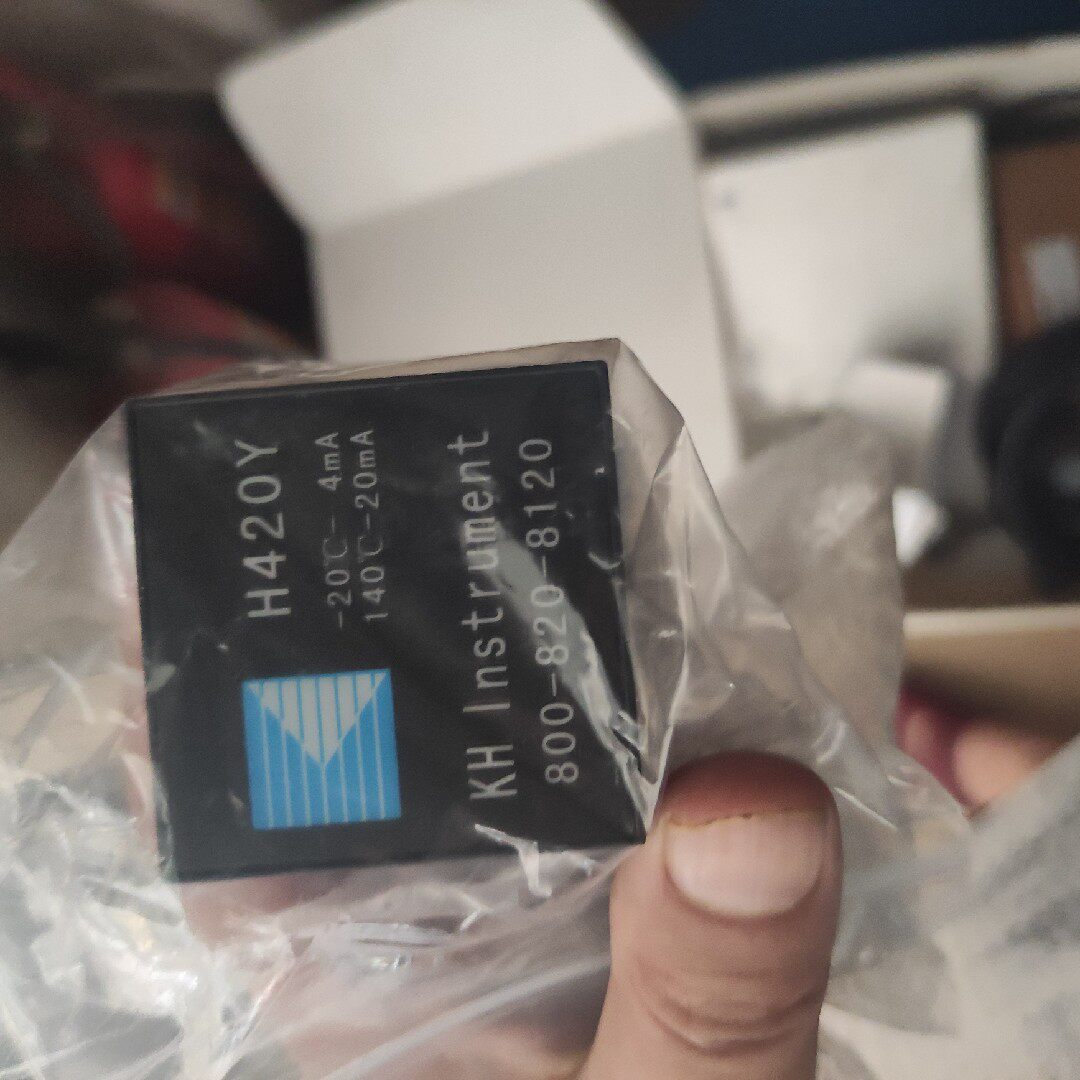 H420Y
-20℃- 4mA
140℃-20mA
KH Instrument
800-820-8120